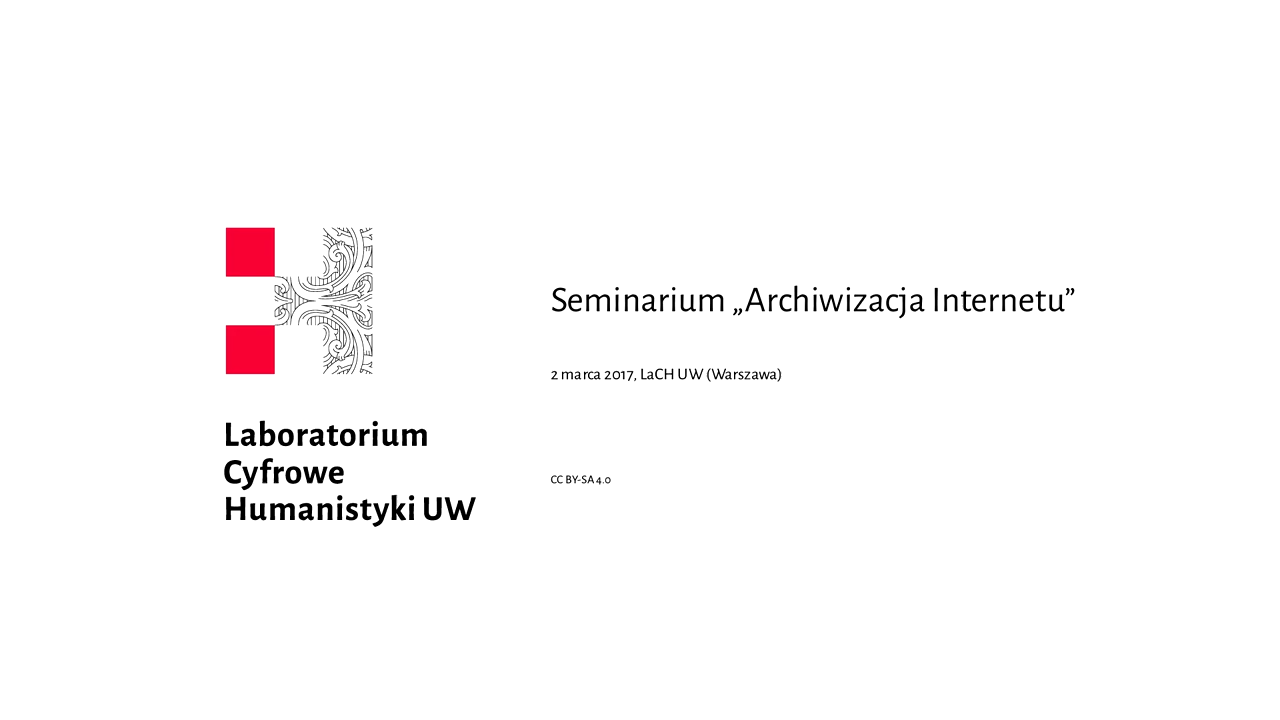 Laboratorium
Cyfrowe
Humanistyki UW
Seminarium „Archiwizacja Internetu”
2 marca 2017, LaCH UW (Warszawa)
CC BY-SA 4.0